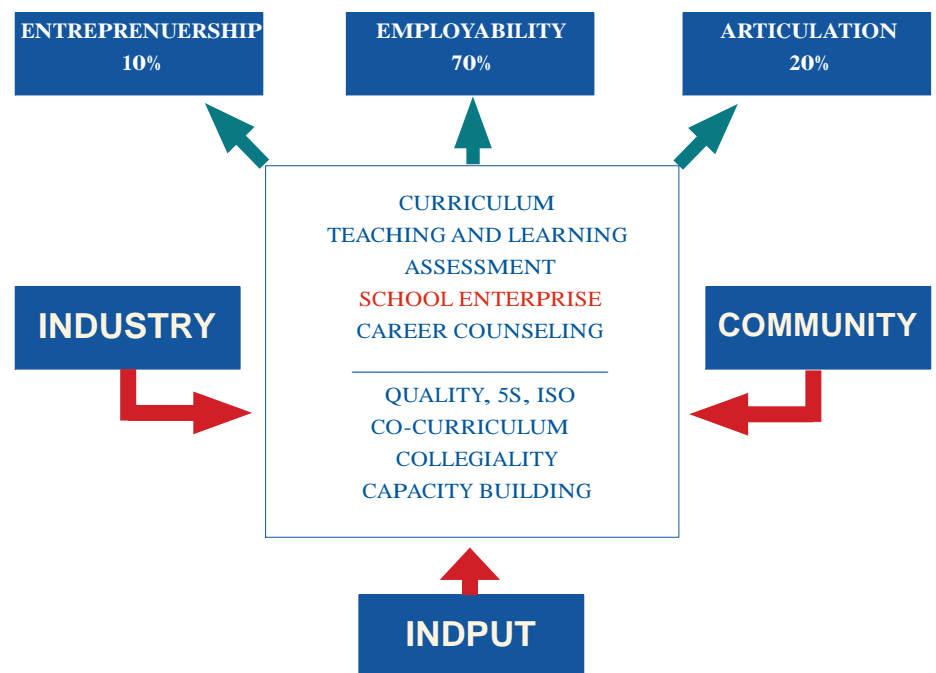 ENTREPRENUERSHIP
10%
EMPLOYABILITY
70%
ARTICULATION
20%
CURRICULUM
TEACHING AND LEARNING
ASSESSMENT
SCHOOL ENTERPRISE
CAREER COUNSELING
INDUSTRY
COMMUNITY
QUALITY, 5S, ISO
CO-CURRICULUM
COLLEGIALITY
CAPACITY BUILDING
INDPUT